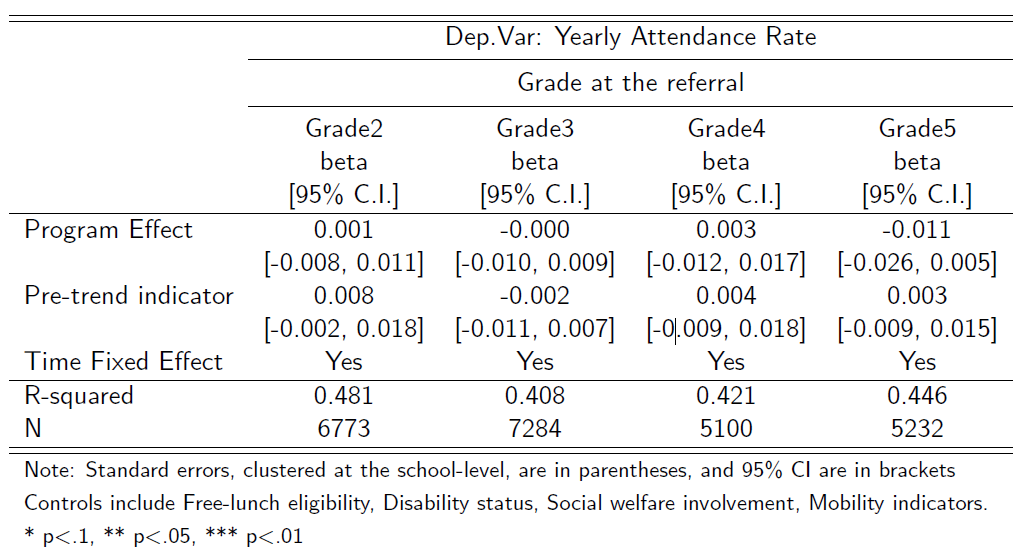 Dep.Var: Yearly Attendance Rate
Grade at the referral
Grade2 Grade3 Grade4 Grade5
beta beta beta beta
[95% C.I.] [95% C.I.] [95% C.I.] [95% C.I.]
Program Effect 0.001 -0.000 0.003 -0.011
[-0.008, 0.011] [-0.010, 0.009] [-0.012, 0.017] [-0.026, 0.005]
Pre-trend indicator 0.008 -0.002 0.004 0.003
[-0.002, 0.018] [-0.011, 0.007] [-0.009, 0.018] [-0.009, 0.015]
Time Fixed Effect Yes Yes Yes Yes
R-squared 0.481 0.408 0.421 0.446
N 6773 7284 5100 5232
Note: Standard errors, clustered at the school-level, are in parentheses, and 95% CI are in brackets
Controls include Free-lunch eligibility, Disability status, Social welfare involvement, Mobility indicators.
* p<.1, ** p<.05, *** p<.01